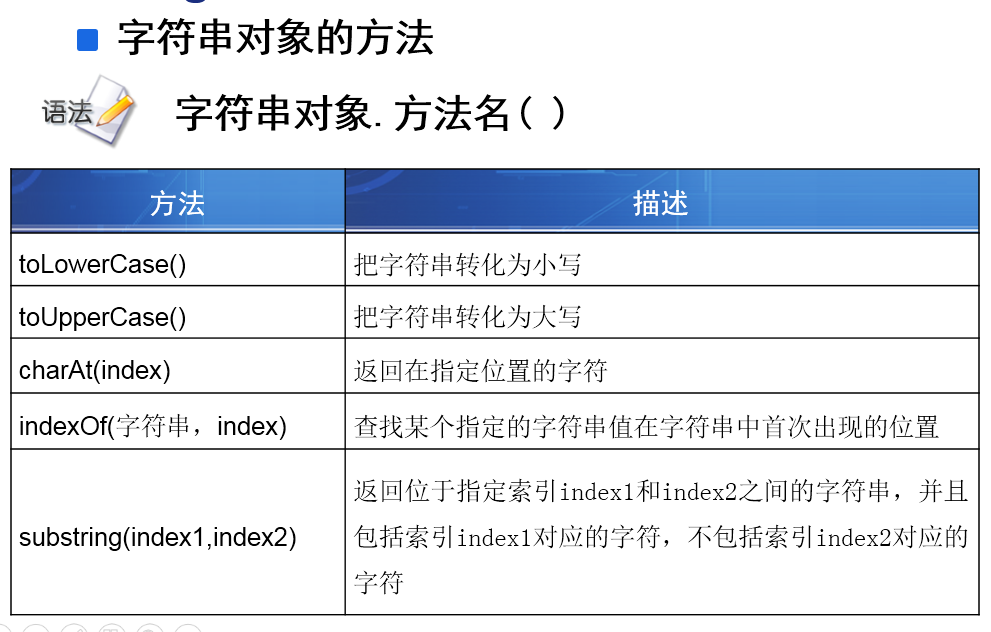 字符串对象的方法
语法
字符串对象.方法名( )
方法 描述
toLowerCase() 把字符串转化为小写
toUpperCase() 把字符串转化为大写
charAt(index) 返回在指定位置的字符
indexOf(字符串，index) 查找某个指定的字符串值在字符串中首次出现的位置
substring(index1,index2)
返回位于指定索引index1和index2之间的字符串，并且
包括索引index1对应的字符，不包括索引index2对应的
字符